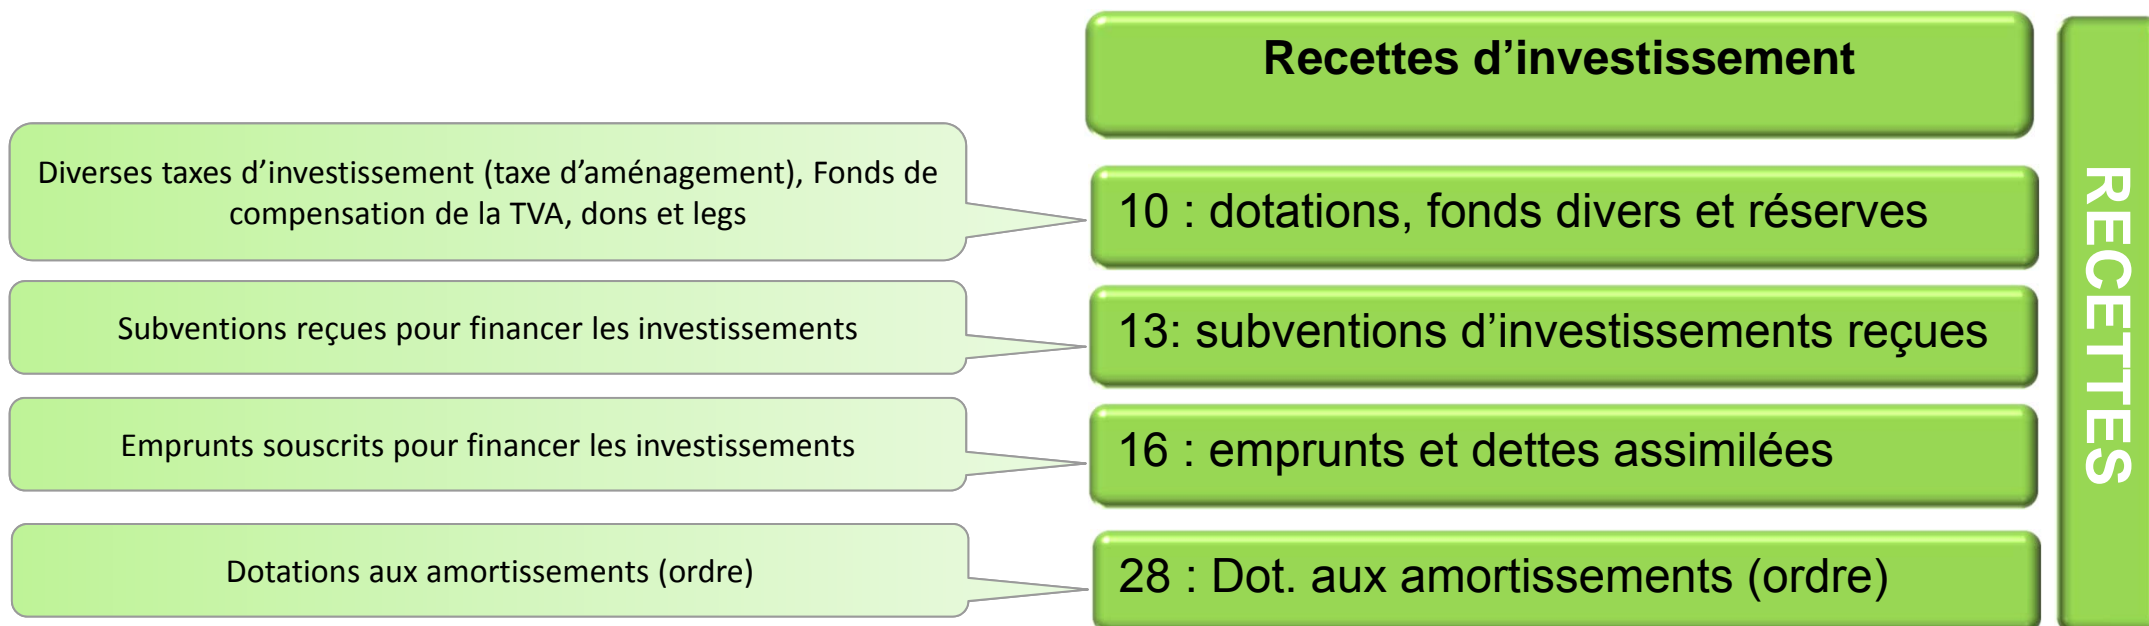 Recettes d’investissement
Diverses taxes d’investissement (taxe d’aménagement), Fonds de
compensation de la TVA, dons et legs
10 : dotations, fonds divers et réserves
Subventions reçues pour financer les investissements
13: subventions d’investissements reçues
Emprunts souscrits pour financer les investissements
16 : emprunts et dettes assimilées
Dotations aux amortissements (ordre)
28 : Dot. aux amortissements (ordre)
RECETTES